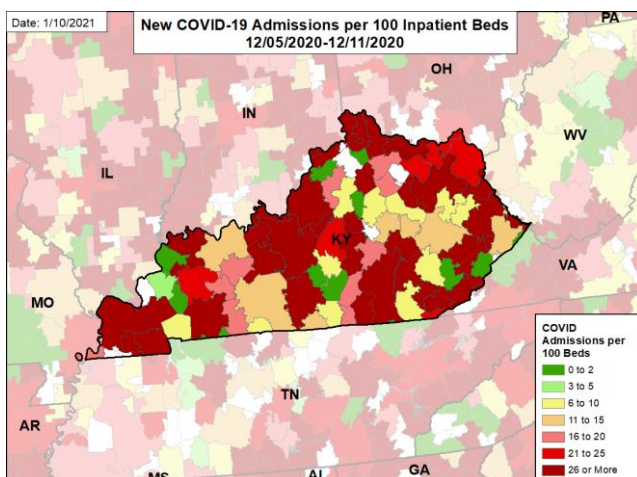 Date: 1/10/2021
New COVID-19 Admissions per 100 Inpatient Beds
12/05/2020-12/11/2020
PA
OH
IN
WV
IL
KY
VA
MO
TN
AR
MS
AL
GA
COVID
Admissions per
100 Beds
0 to 2
3 to 5
6 to 10
11 to 15
16 to 20
21 to 25
26 or More